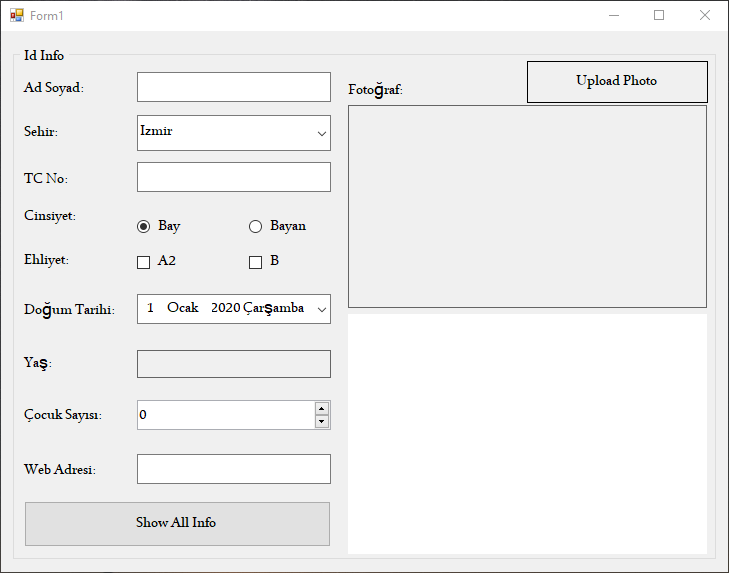 Form1
Id Info
Ad Soyad:
Sehir:
Izmir
TC No:
Cinsiyet:
Bay
Bayan
Ehliyet:
A2
B
Doğum Tarihi:
1 Ocak 2020 Çarşamba
Yaş:
Çocuk Sayısı:
0
Web Adresi:
Show All Info
Fotoğraf:
Upload Photo